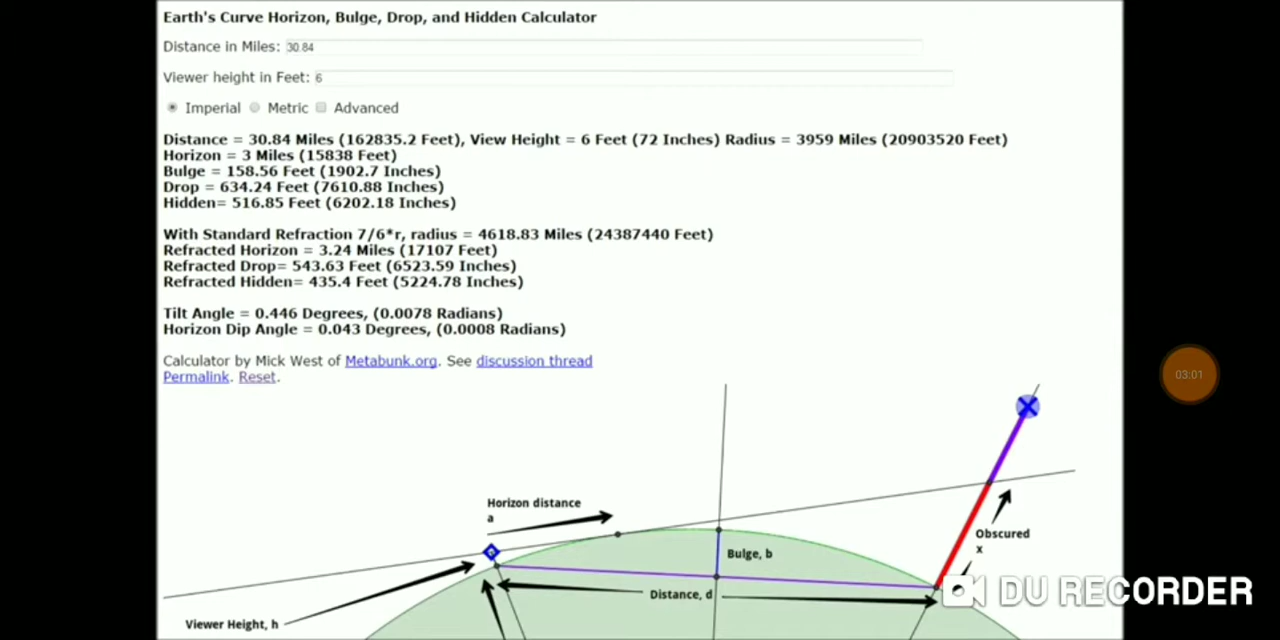 Earth's Curve Horizon, Bulge, Drop, and Hidden Calculator
Distance in Miles: 30.84
Viewer height in Feet: 6
Imperial Metric Advanced
Distance = 30.84 Miles (162835.2 Feet), View Height = 6 Feet (72 Inches) Radius = 3959 Miles (20903520 Feet)
Horizon = 3 Miles (15838 Feet)
Bulge = 158.56 Feet (1902.7 Inches)
Drop = 634.24 Feet (7610.88 Inches)
Hidden= 516.85 Feet (6202.18 Inches)
With Standard Refraction 7/6*r, radius = 4618.83 Miles (24387440 Feet)
Refracted Horizon = 3.24 Miles (17107 Feet)
Refracted Drop= 543.63 Feet (6523.59 Inches)
Refracted Hidden= 435.4 Feet (5224.78 Inches)
Tilt Angle = 0.446 Degrees, (0.0078 Radians)
Horizon Dip Angle = 0.043 Degrees, (0.0008 Radians)
Calculator by Mick West of Metabunk.org. See discussion thread
Permalink. Reset.
03:01
Horizon distance
a
Obscured
x
Bulge, b
Distance, d
DU RECORDER
Viewer Height, h